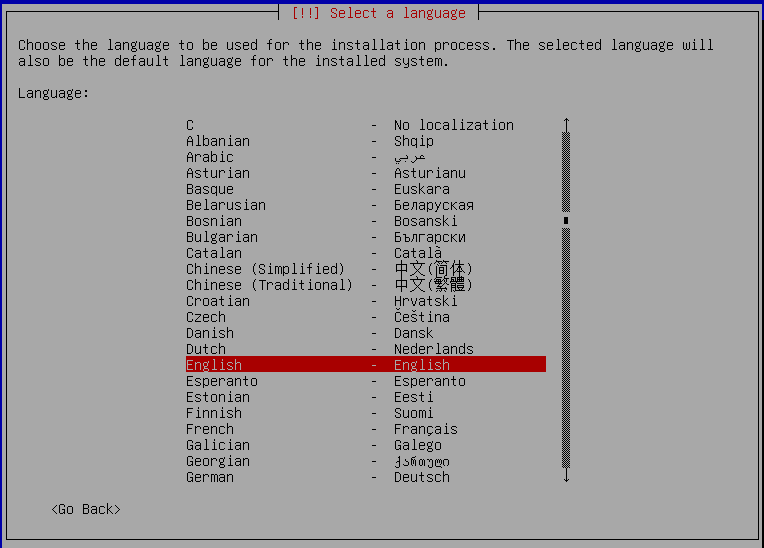 [!!] Select a language
Choose the language to be used for the installation process. The selected language will
also be the default language for the installed system.
Language:
C - No localization
Albanian - Shqip
Arabic - عربي
Asturian - Asturianu
Basque - Euskara
Belarusian - Беларуская
Bosnian - Bosanski
Bulgarian - Български
Catalan - Català
Chinese (Simplified) - 中文(简体)
Chinese (Traditional) - 中文(繁體)
Croatian - Hrvatski
Czech - Čeština
Danish - Dansk
Dutch - Nederlands
English - English
Esperanto - Esperanto
Estonian - Eesti
Finnish - Suomi
French - Français
Galician - Galego
Georgian - ქართული
German - Deutsch
<Go Back>